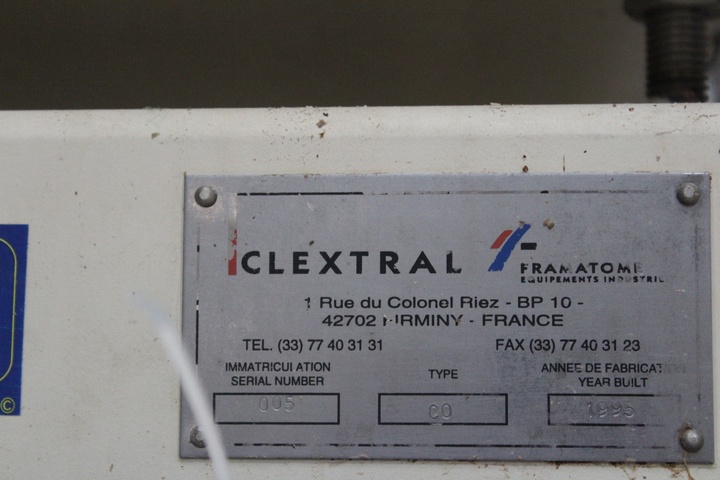 CLEXTRAL
FRAMATOME
EQUIPEMENTS INDUSTRIE
1 Rue du Colonel Riez - BP 10 -
42702 FIRMINY - FRANCE
TEL. (33) 77 40 31 31 FAX (33) 77 40 31 23
IMMATRICULATION TYPE ANNEE DE FABRICAT
SERIAL NUMBER YEAR BUILT
005 CO 1995
©